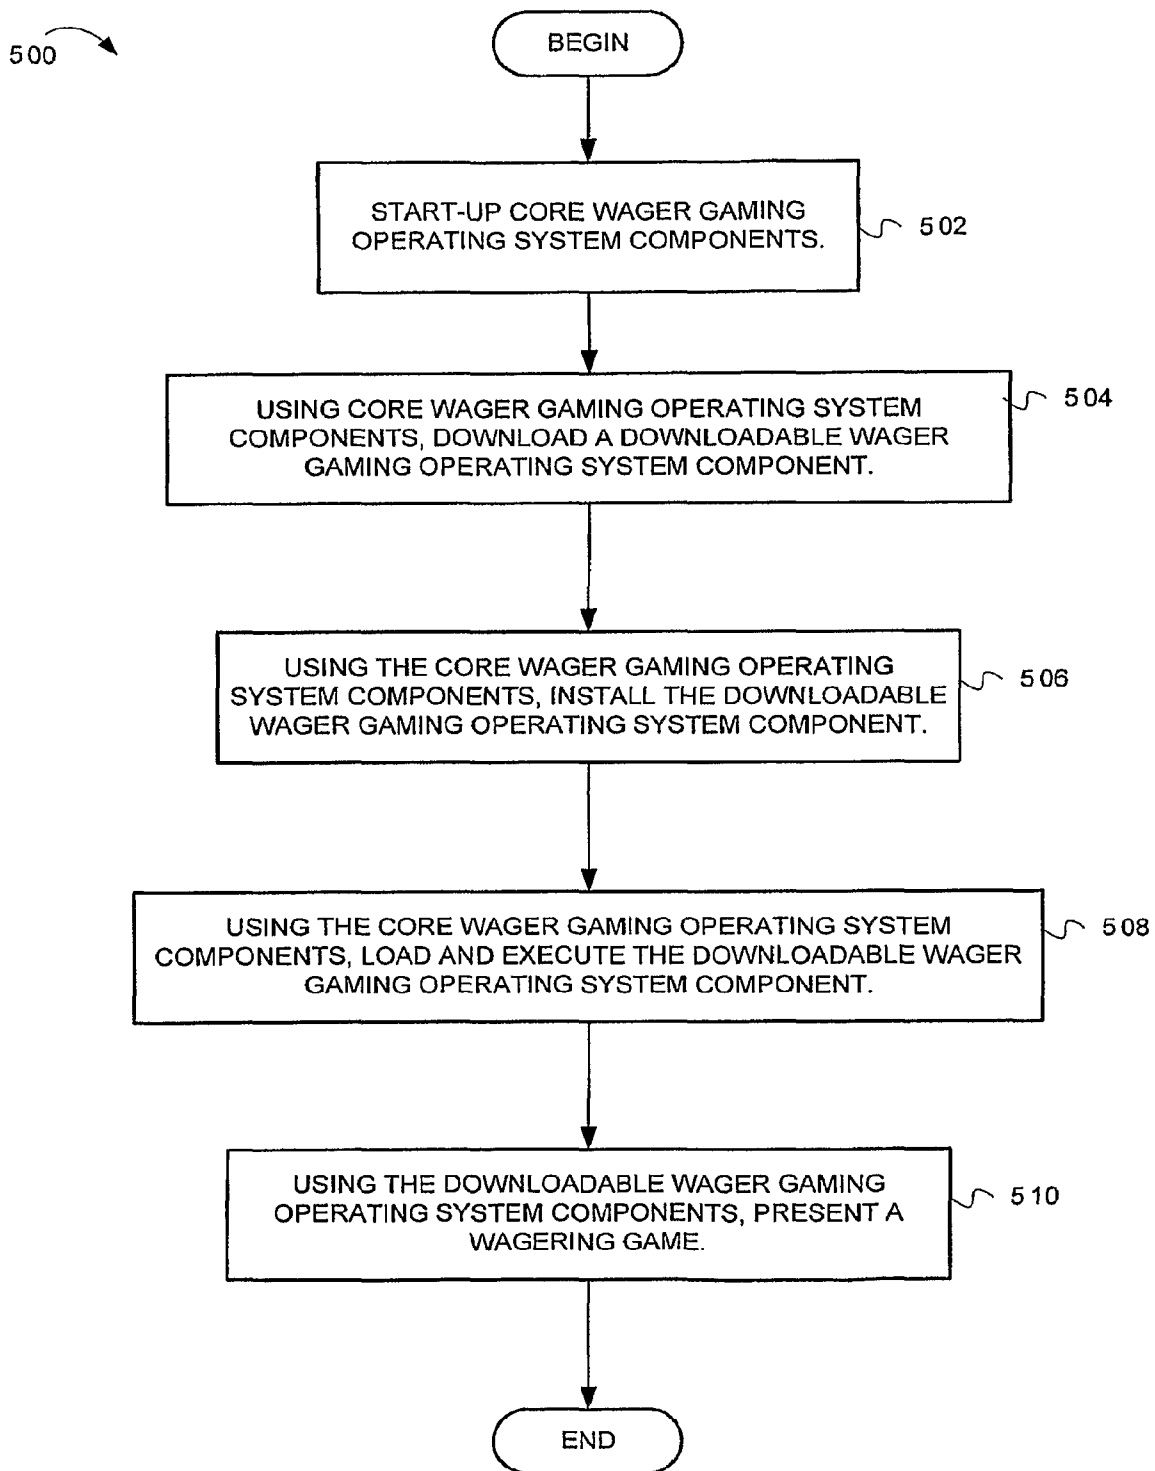 500
BEGIN
START-UP CORE WAGER GAMING
OPERATING SYSTEM COMPONENTS.
502
USING CORE WAGER GAMING OPERATING SYSTEM
COMPONENTS, DOWNLOAD A DOWNLOADABLE WAGER
GAMING OPERATING SYSTEM COMPONENT.
504
USING THE CORE WAGER GAMING OPERATING
SYSTEM COMPONENTS, INSTALL THE DOWNLOADABLE
WAGER GAMING OPERATING SYSTEM COMPONENT.
506
USING THE CORE WAGER GAMING OPERATING SYSTEM
COMPONENTS, LOAD AND EXECUTE THE DOWNLOADABLE WAGER
GAMING OPERATING SYSTEM COMPONENT.
508
USING THE DOWNLOADABLE WAGER GAMING
OPERATING SYSTEM COMPONENTS, PRESENT A
WAGERING GAME.
510
END